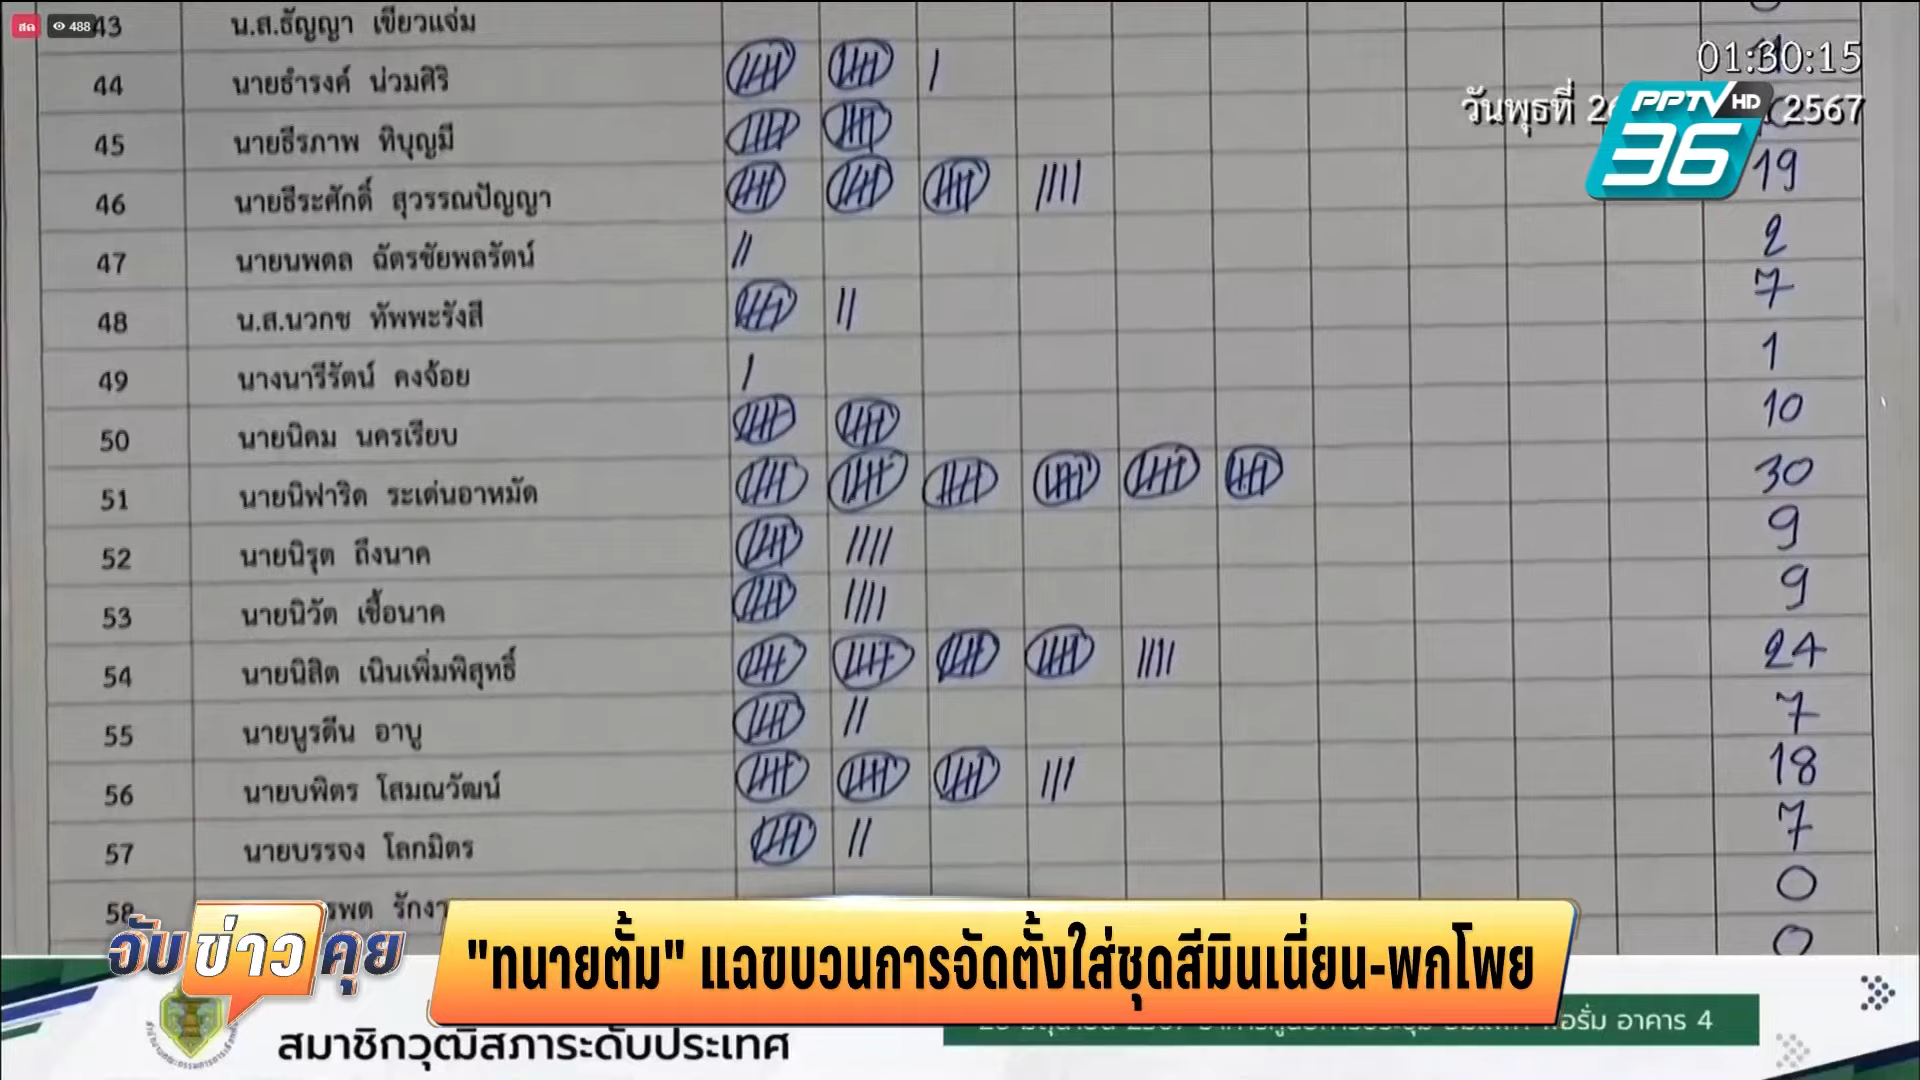 สด 488
43 น.ส.ธัญญา เขียวแจ่ม
01:30:15
44 นายธำรงค์ น่วมศิริ
วันพุธที่ 26 2567
PPTV HD 36
45 นายธีรภาพ ทิบุญมี
46 นายธีระศักดิ์ สุวรรณปัญญา 19
47 นายนพดล ฉัตรชัยพลรัตน์ 2
48 น.ส.นวกช ทัพพะรังสี 7
49 นางนารีรัตน์ คงจ้อย 1
50 นายนิคม นครเรียบ 10
51 นายนิฟาริด ระเด่นอาหมัด 30
52 นายนิรุต ถึงนาค 9
53 นายนิวัต เชื้อนาค 9
54 นายนิสิต เนินเพิ่มพิสุทธิ์ 24
55 นายนูรดีน อาบู 7
56 นายบพิตร โสมณวัฒน์ 18
57 นายบรรจง โลกมิตร 7
58 0
0
จับข่าวคุย
"ทนายตั้ม" แฉขบวนการจัดตั้งใส่ชุดสีมินเนี่ยน-พกโพย
อาคาร 4
สมาชิกวุฒิสภาระดับประเทศ